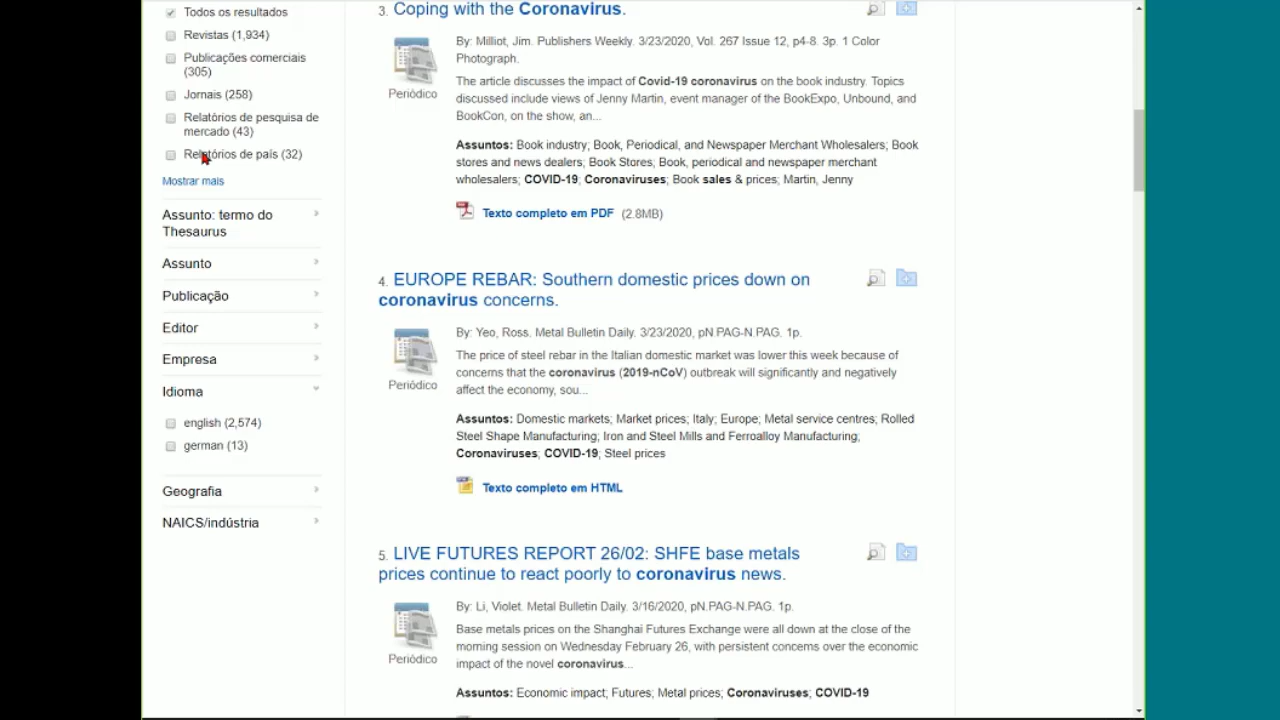 Todos os resultados
Revistas (1,934)
Publicações comerciais
(305)
Jornais (258)
Relatórios de pesquisa de
mercado (43)
Relatórios de país (32)
Mostrar mais
Assunto: termo do
Thesaurus
Assunto
Publicação
Editor
Empresa
Idioma
english (2,574)
german (13)
Geografia
NAICS/indústria
3. Coping with the Coronavirus.
Periódico
By: Milliot, Jim. Publishers Weekly. 3/23/2020, Vol. 267 Issue 12, p4-8. 3p. 1 Color
Photograph.
The article discusses the impact of Covid-19 coronavirus on the book industry. Topics
discussed include views of Jenny Martin, event manager of the BookExpo, Unbound, and
BookCon, on the show, an...
Assuntos: Book industry; Book, Periodical, and Newspaper Merchant Wholesalers; Book
stores and news dealers; Book Stores; Book, periodical and newspaper merchant
wholesalers; COVID-19; Coronaviruses; Book sales & prices; Martin, Jenny
Texto completo em PDF (2.8MB)
4. EUROPE REBAR: Southern domestic prices down on
coronavirus concerns.
Periódico
By: Yeo, Ross. Metal Bulletin Daily. 3/23/2020, pN.PAG-N.PAG. 1p.
The price of steel rebar in the Italian domestic market was lower this week because of
concerns that the coronavirus (2019-nCoV) outbreak will significantly and negatively
affect the economy, sou...
Assuntos: Domestic markets; Market prices; Italy; Europe; Metal service centres; Rolled
Steel Shape Manufacturing; Iron and Steel Mills and Ferroalloy Manufacturing;
Coronaviruses; COVID-19; Steel prices
Texto completo em HTML
5. LIVE FUTURES REPORT 26/02: SHFE base metals
prices continue to react poorly to coronavirus news.
Periódico
By: Li, Violet. Metal Bulletin Daily. 3/16/2020, pN.PAG-N.PAG. 1p.
Base metals prices on the Shanghai Futures Exchange were all down at the close of the
morning session on Wednesday February 26, with persistent concerns over the economic
impact of the novel coronavirus...
Assuntos: Economic impact; Futures; Metal prices; Coronaviruses; COVID-19